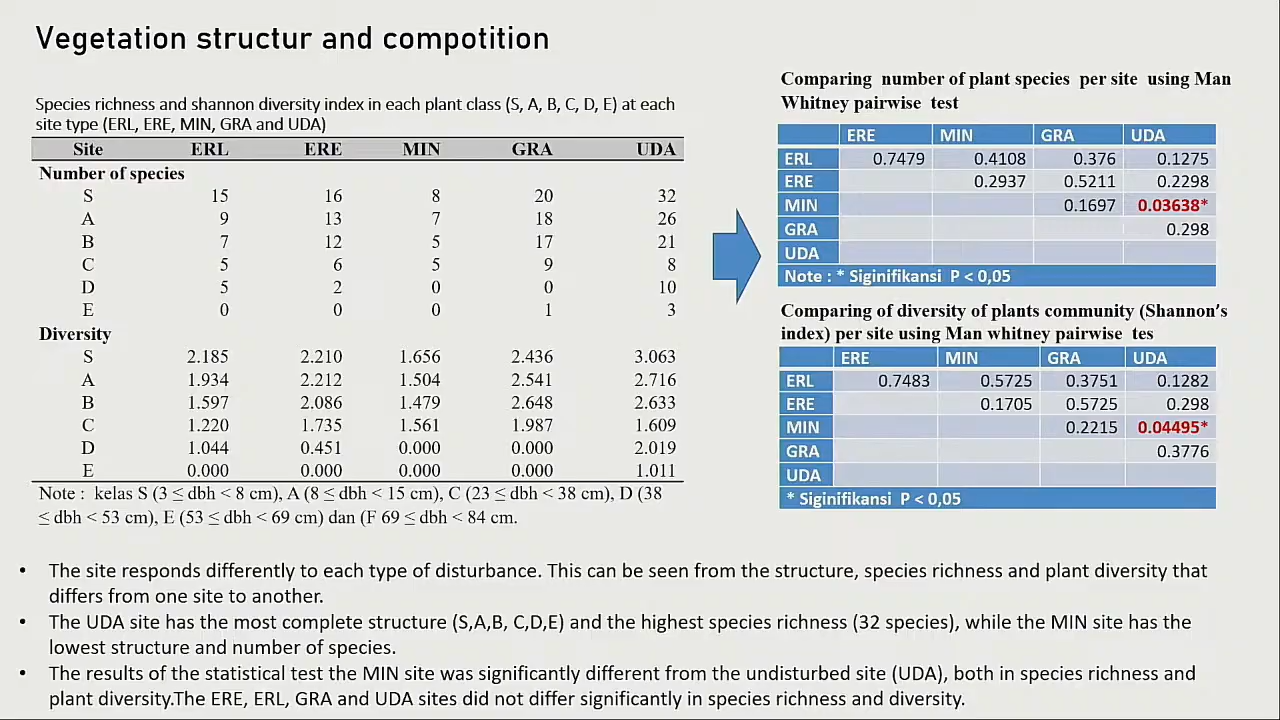 Vegetation structur and compotition
Species richness and shannon diversity index in each plant class (S, A, B, C, D, E) at each
site type (ERL, ERE, MIN, GRA and UDA)
Site ERL ERE MIN GRA UDA
Number of species
S 15 16 8 20 32
A 9 13 7 18 26
B 7 12 5 17 21
C 5 6 5 9 8
D 5 2 0 0 10
E 0 0 0 1 3
Diversity
S 2.185 2.210 1.656 2.436 3.063
A 1.934 2.212 1.504 2.541 2.716
B 1.597 2.086 1.479 2.648 2.633
C 1.220 1.735 1.561 1.987 1.609
D 1.044 0.451 0.000 0.000 2.019
E 0.000 0.000 0.000 0.000 1.011
Note : kelas S (3 ≤ dbh < 8 cm), A (8 ≤ dbh < 15 cm), C (23 ≤ dbh < 38 cm), D (38
≤ dbh < 53 cm), E (53 ≤ dbh < 69 cm) dan (F 69 ≤ dbh < 84 cm.
Comparing number of plant species per site using Man
Whitney pairwise test
ERE MIN GRA UDA
ERL 0.7479 0.4108 0.376 0.1275
ERE 0.2937 0.5211 0.2298
MIN 0.1697 0.03638*
GRA 0.298
UDA
Note : * Siginifikansi P < 0,05
Comparing of diversity of plants community (Shannon's
index) per site using Man whitney pairwise tes
ERE MIN GRA UDA
ERL 0.7483 0.5725 0.3751 0.1282
ERE 0.1705 0.5725 0.298
MIN 0.2215 0.04495*
GRA 0.3776
UDA
* Siginifikansi P < 0,05
• The site responds differently to each type of disturbance. This can be seen from the structure, species richness and plant diversity that
differs from one site to another.
• The UDA site has the most complete structure (S,A,B, C,D,E) and the highest species richness (32 species), while the MIN site has the
lowest structure and number of species.
• The results of the statistical test the MIN site was significantly different from the undisturbed site (UDA), both in species richness and
plant diversity.The ERE, ERL, GRA and UDA sites did not differ significantly in species richness and diversity.